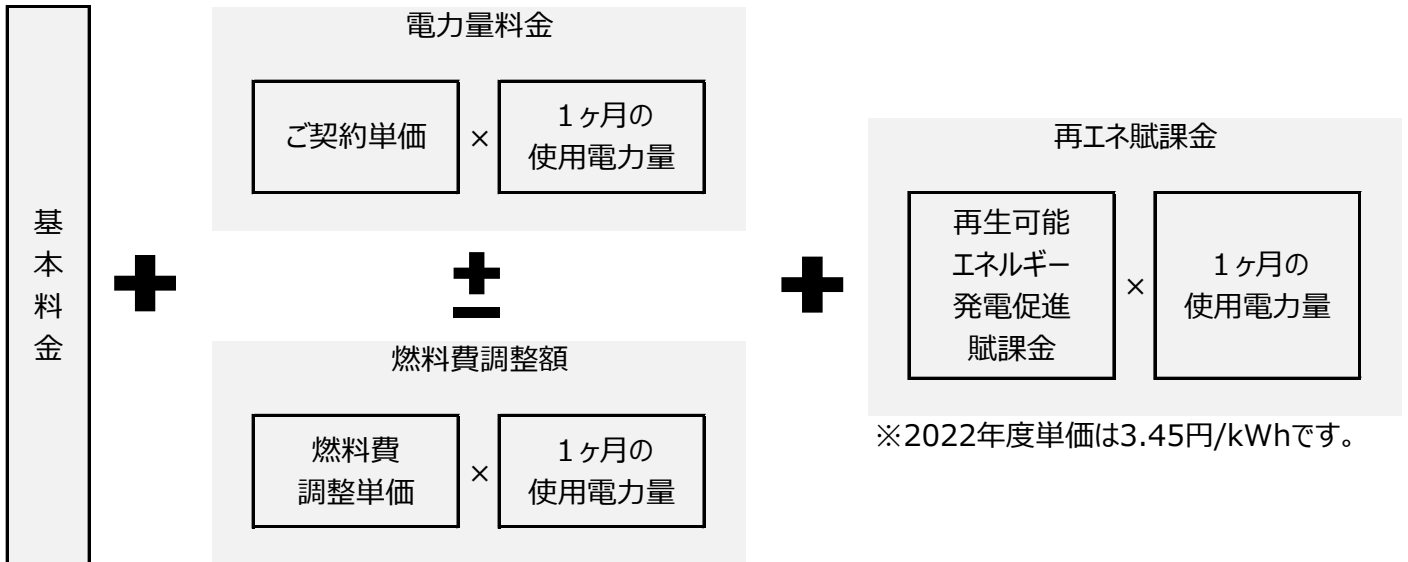 基本料金
電力量料金
ご契約単価
×
1ヶ月の
使用電力量
燃料費調整額
燃料費
調整単価
×
1ヶ月の
使用電力量
再エネ賦課金
再生可能
エネルギー
発電促進
賦課金
×
1ヶ月の
使用電力量
※2022年度単価は3.45円/kWhです。